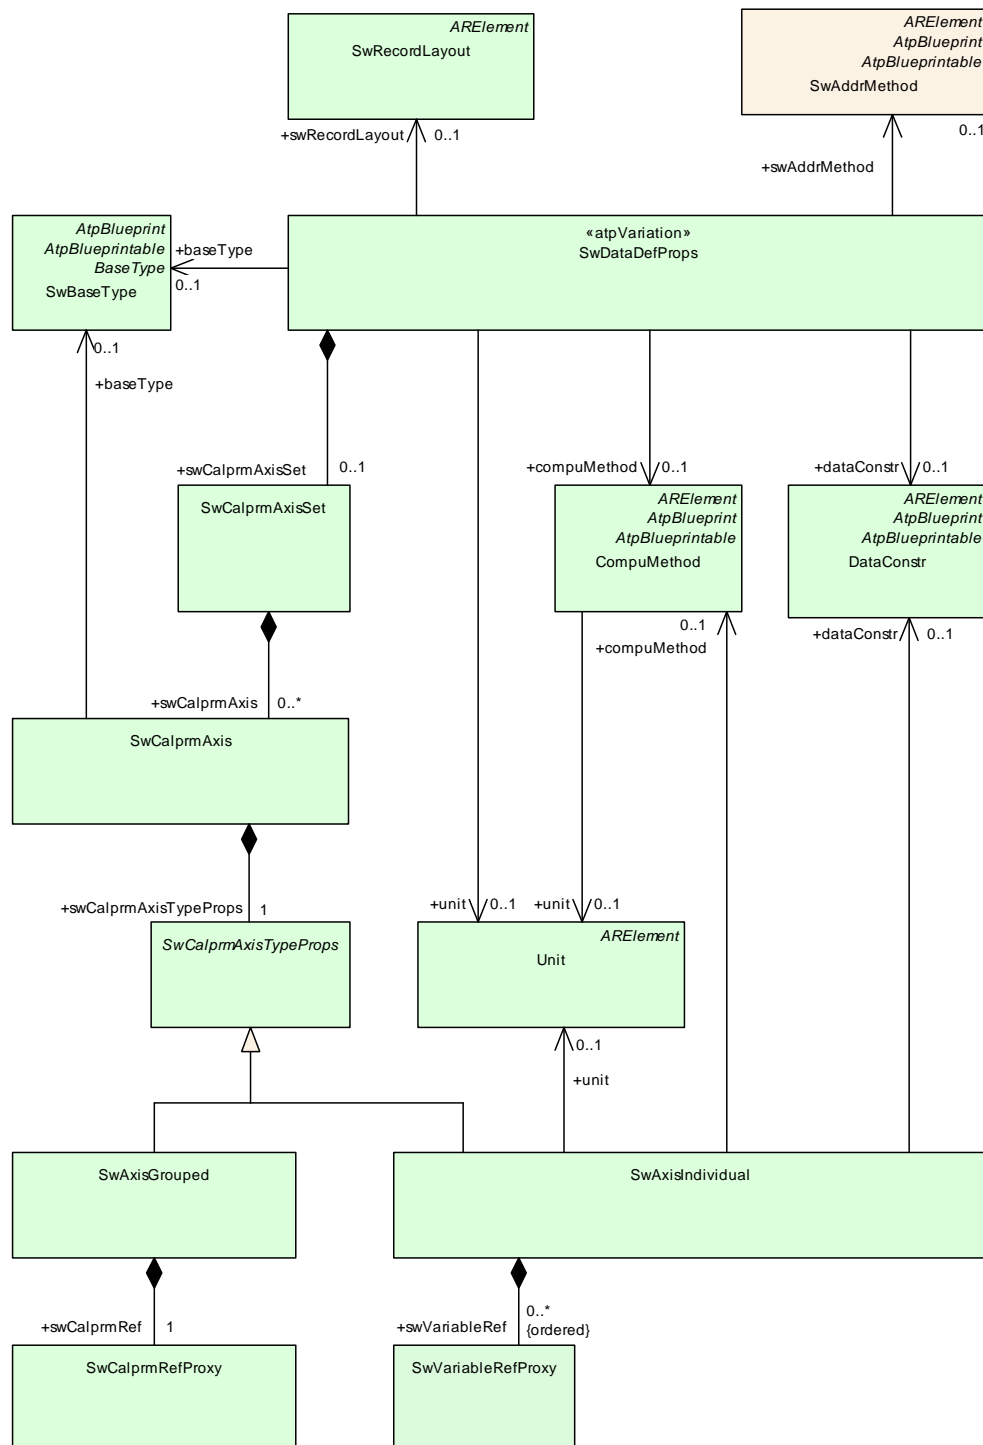 ARElement
SwRecordLayout
ARElement
AtpBlueprint
AtpBlueprintable
SwAddrMethod
+swRecordLayout 0..1
0..1
+swAddrMethod
AtpBlueprint
AtpBlueprintable
BaseType
SwBaseType
+baseType
0..1
«atpVariation»
SwDataDefProps
0..1
+baseType
+swCalprmAxisSet 0..1
+compuMethod 0..1
+dataConstr 0..1
SwCalprmAxisSet
ARElement
AtpBlueprint
AtpBlueprintable
CompuMethod
ARElement
AtpBlueprint
AtpBlueprintable
DataConstr
0..1
+compuMethod
+dataConstr 0..1
+swCalprmAxis 0..*
SwCalprmAxis
+swCalprmAxisTypeProps 1
+unit 0..1
+unit 0..1
SwCalprmAxisTypeProps
ARElement
Unit
0..1
+unit
SwAxisGrouped
SwAxisIndividual
+swCalprmRef 1
+swVariableRef
0..*
{ordered}
SwCalprmRefProxy
SwVariableRefProxy